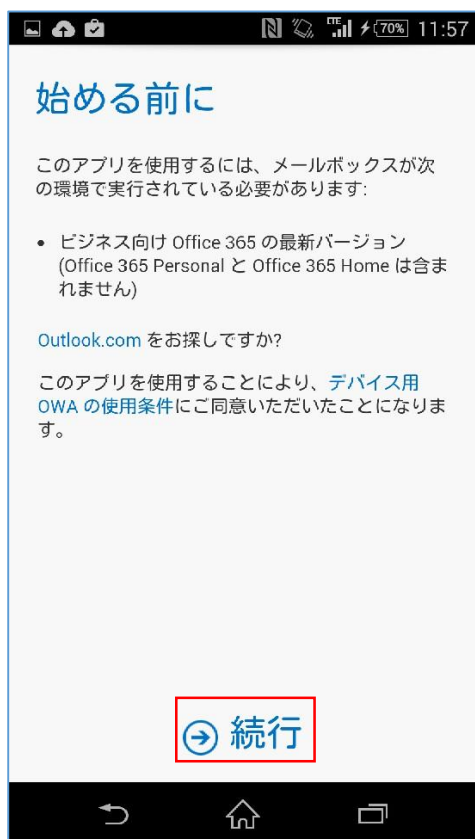 LTE 70% 11:57
始める前に
このアプリを使用するには、メールボックスが次
の環境で実行されている必要があります:
• ビジネス向け Office 365 の最新バージョン
(Office 365 Personal と Office 365 Home は含ま
れません)
Outlook.com をお探しですか?
このアプリを使用することにより、デバイス用
OWA の使用条件にご同意いただいたことになりま
す。
続行